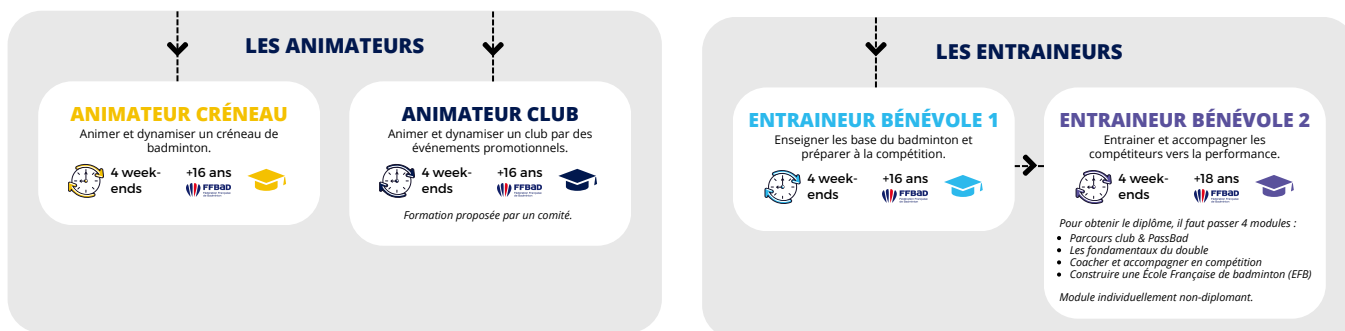 LES ANIMATEURS
ANIMATEUR CRÉNEAU
Animer et dynamiser un créneau de
badminton.
4 week-
ends
+16 ans
FFBaD
ANIMATEUR CLUB
Animer et dynamiser un club par des
événements promotionnels.
4 week-
ends
+16 ans
FFBaD
Formation proposée par un comité.
LES ENTRAINEURS
ENTRAINEUR BÉNÉVOLE 1
Enseigner les base du badminton et
préparer à la compétition.
4 week-
ends
+16 ans
FFBaD
ENTRAINEUR BÉNÉVOLE 2
Entrainer et accompagner les
compétiteurs vers la performance.
4 week-
ends
+18 ans
FFBaD
Pour obtenir le diplôme, il faut passer 4 modules :
• Parcours club & PassBad
• Les fondamentaux du double
• Coacher et accompagner en compétition
• Construire une École Française de badminton (EFB)
Module individuellement non-diplomant.